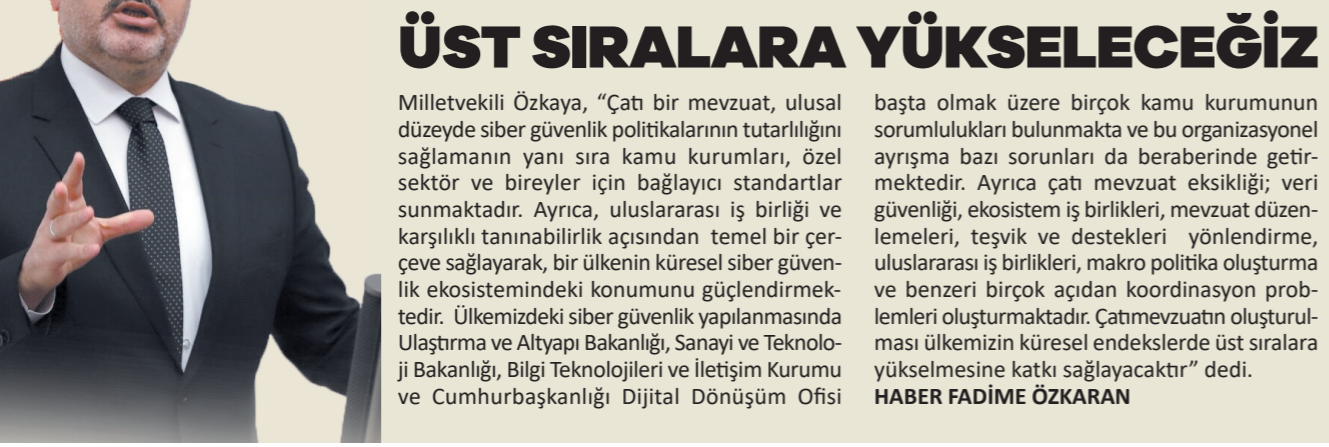 ÜST SIRALARA YÜKSELECEĞİZ
Milletvekili Özkaya, “Çatı bir mevzuat, ulusal
düzeyde siber güvenlik politikalarının tutarlılığını
sağlamanın yanı sıra kamu kurumları, özel
sektör ve bireyler için bağlayıcı standartlar
sunmaktadır. Ayrıca, uluslararası iş birliği ve
karşılıklı tanınabilirlik açısından temel bir çer-
çeve sağlayarak, bir ülkenin küresel siber güven-
lik ekosistemindeki konumunu güçlendirmek-
tedir. Ülkemizdeki siber güvenlik yapılanmasında
Ulaştırma ve Altyapı Bakanlığı, Sanayi ve Teknolo-
ji Bakanlığı, Bilgi Teknolojileri ve İletişim Kurumu
ve Cumhurbaşkanlığı Dijital Dönüşüm Ofisi
başta olmak üzere birçok kamu kurumunun
sorumlulukları bulunmakta ve bu organizasyonel
ayrışma bazı sorunları da beraberinde getir-
mektedir. Ayrıca çatı mevzuat eksikliği; veri
güvenliği, ekosistem iş birlikleri, mevzuat düzen-
lemeleri, teşvik ve destekleri yönlendirme,
uluslararası iş birlikleri, makro politika oluşturma
ve benzeri birçok açıdan koordinasyon prob-
lemleri oluşturmaktadır. Çatımevzuatın oluşturul-
ması ülkemizin küresel endekslerde üst sıralara
yükselmesine katkı sağlayacaktır” dedi.
HABER FADİME ÖZKARAN